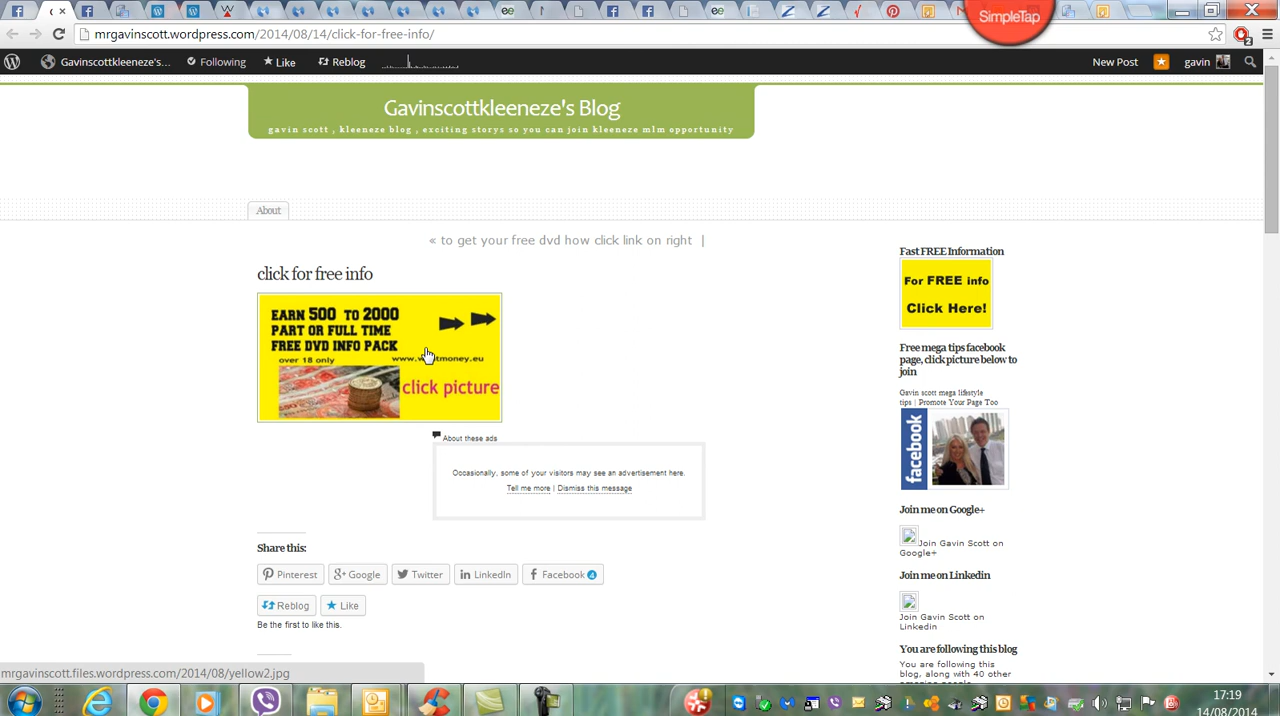 SimpleTap
mrgavinscott.wordpress.com/2014/08/14/click-for-free-info/
2
Gavinscottkleeneze's... Following Like Reblog New Post gavin
Gavinscottkleeneze's Blog
gavin scott , kleeneze blog , exciting storys so you can join kleeneze mlm opportunity
About
« to get your free dvd how click link on right |
click for free info
EARN 500 TO 2000
PART OR FULL TIME
FREE DVD INFO PACK
over 18 only
click picture
About these ads
Occasionally, some of your visitors may see an advertisement here.
Tell me more | Dismiss this message
Share this:
Pinterest Google Twitter LinkedIn Facebook 4
Reblog Like
Be the first to like this.
Fast FREE Information
For FREE info
Click Here!
Free mega tips facebook
page, click picture below to
join
Gavin scott mega lifestyle
tips | Promote Your Page Too
facebook
Join me on Google+
Join Gavin Scott on
Google+
Join me on Linkedin
Join Gavin Scott on
Linkedin
You are following this blog
You are following this
blog, along with 40 other
mrgavinscott.files.wordpress.com/2014/08/yellow2.jpg
17:19
14/08/2014